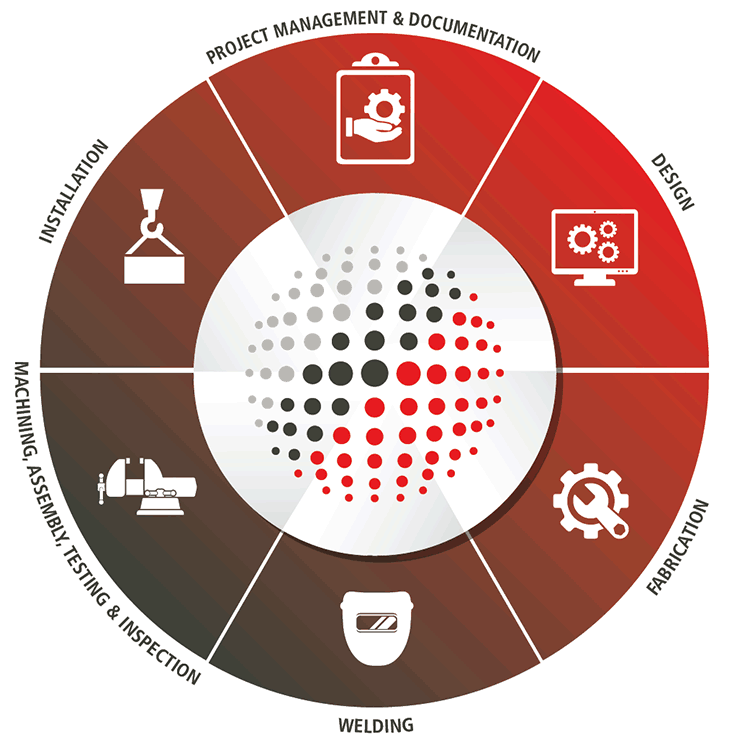 PROJECT MANAGEMENT & DOCUMENTATION
DESIGN
FABRICATION
WELDING
MACHINING, ASSEMBLY, TESTING & INSPECTION
INSTALLATION